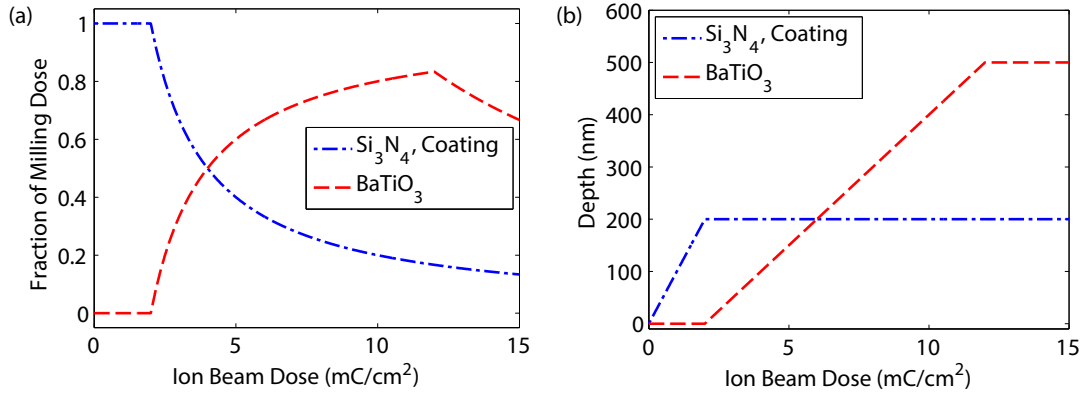 (a)
1
0.8
0.6
0.4
0.2
0
Fraction of Milling Dose
Si₃N₄, Coating
BaTiO₃
0 5 10 15
Ion Beam Dose (mC/cm²)
(b)
600
500
400
300
200
100
0
Depth (nm)
Si₃N₄, Coating
BaTiO₃
0 5 10 15
Ion Beam Dose (mC/cm²)